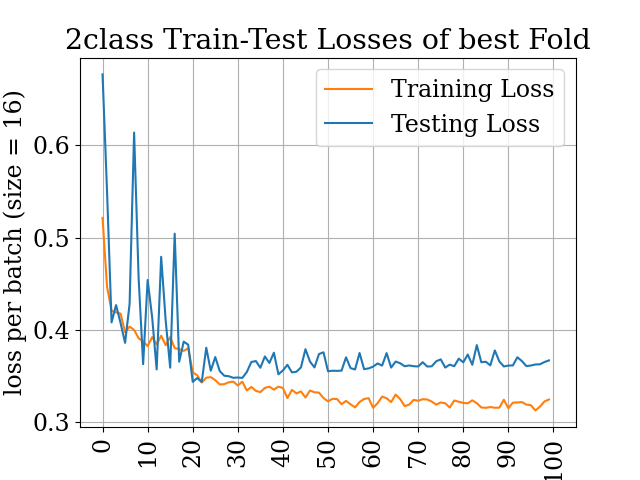 2class Train-Test Losses of best Fold
Training Loss
Testing Loss
loss per batch (size = 16)
0.6
0.5
0.4
0.3
0 10 20 30 40 50 60 70 80 90 100